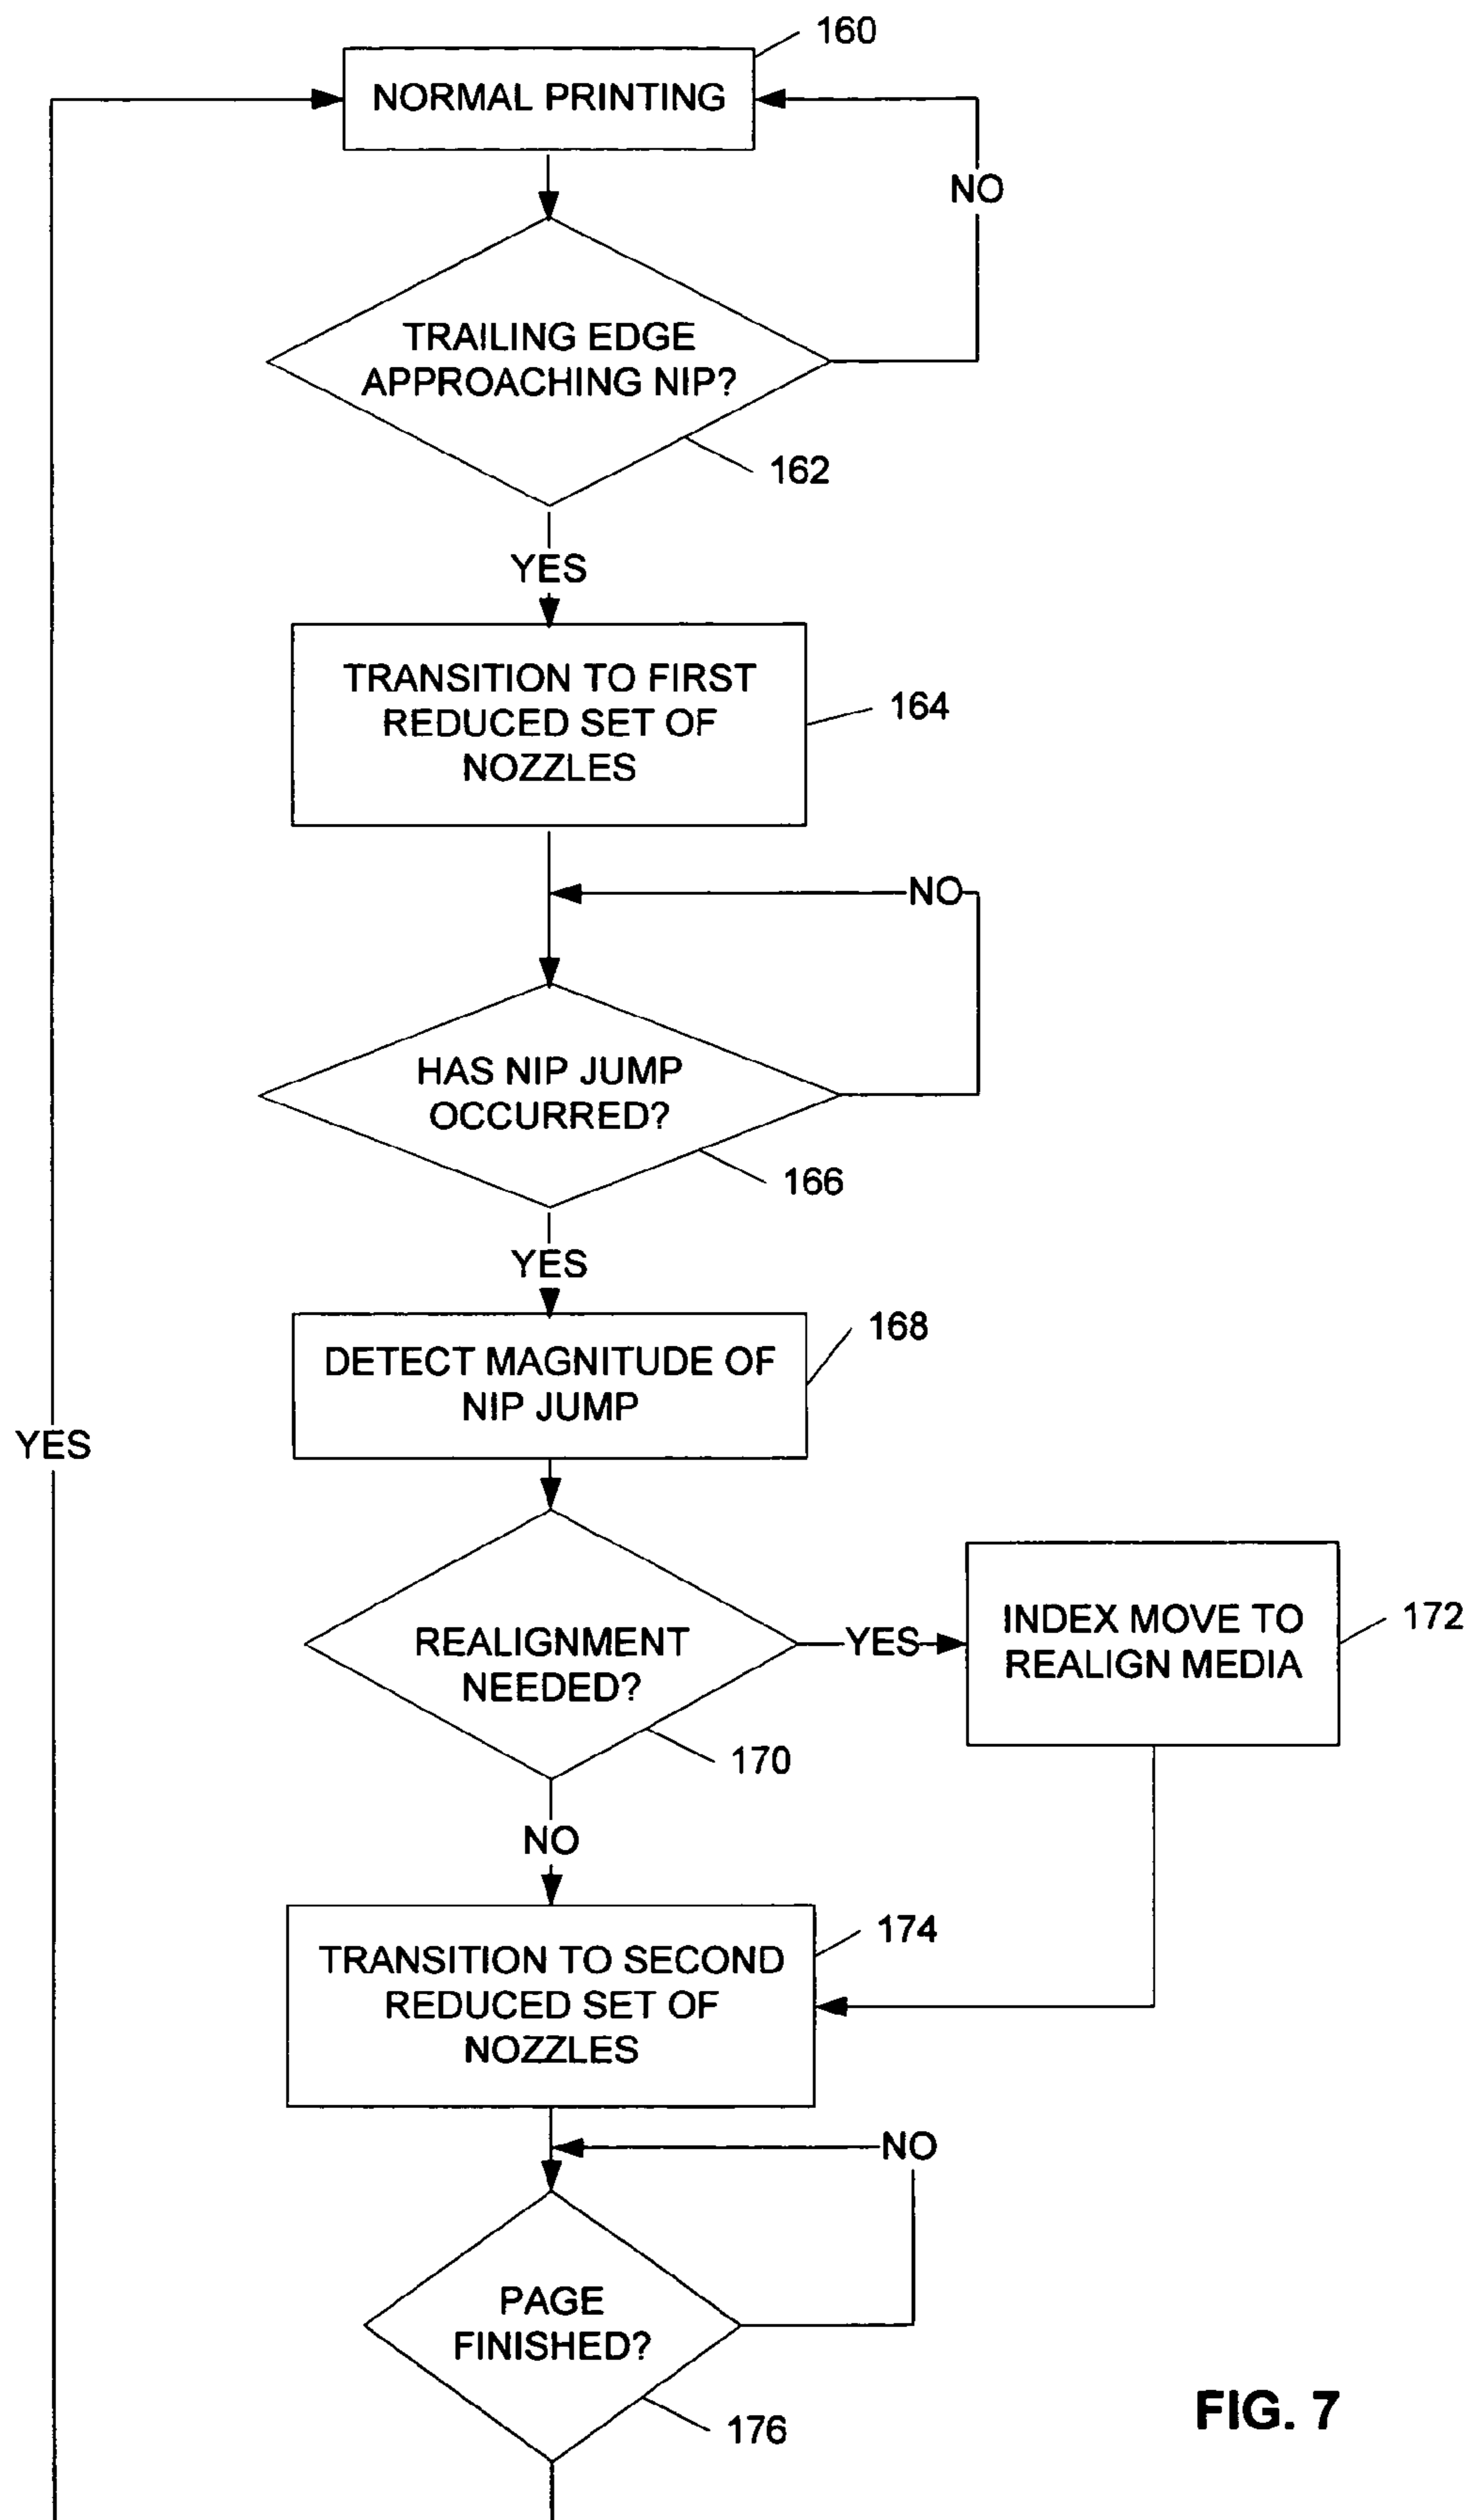 160
NORMAL PRINTING
NO
TRAILING EDGE
APPROACHING NIP?
162
YES
TRANSITION TO FIRST
REDUCED SET OF
NOZZLES
164
NO
HAS NIP JUMP
OCCURRED?
166
YES
168
DETECT MAGNITUDE OF
NIP JUMP
YES
REALIGNMENT
NEEDED?
YES
INDEX MOVE TO
REALIGN MEDIA
172
170
NO
174
TRANSITION TO SECOND
REDUCED SET OF
NOZZLES
NO
PAGE
FINISHED?
176
FIG. 7